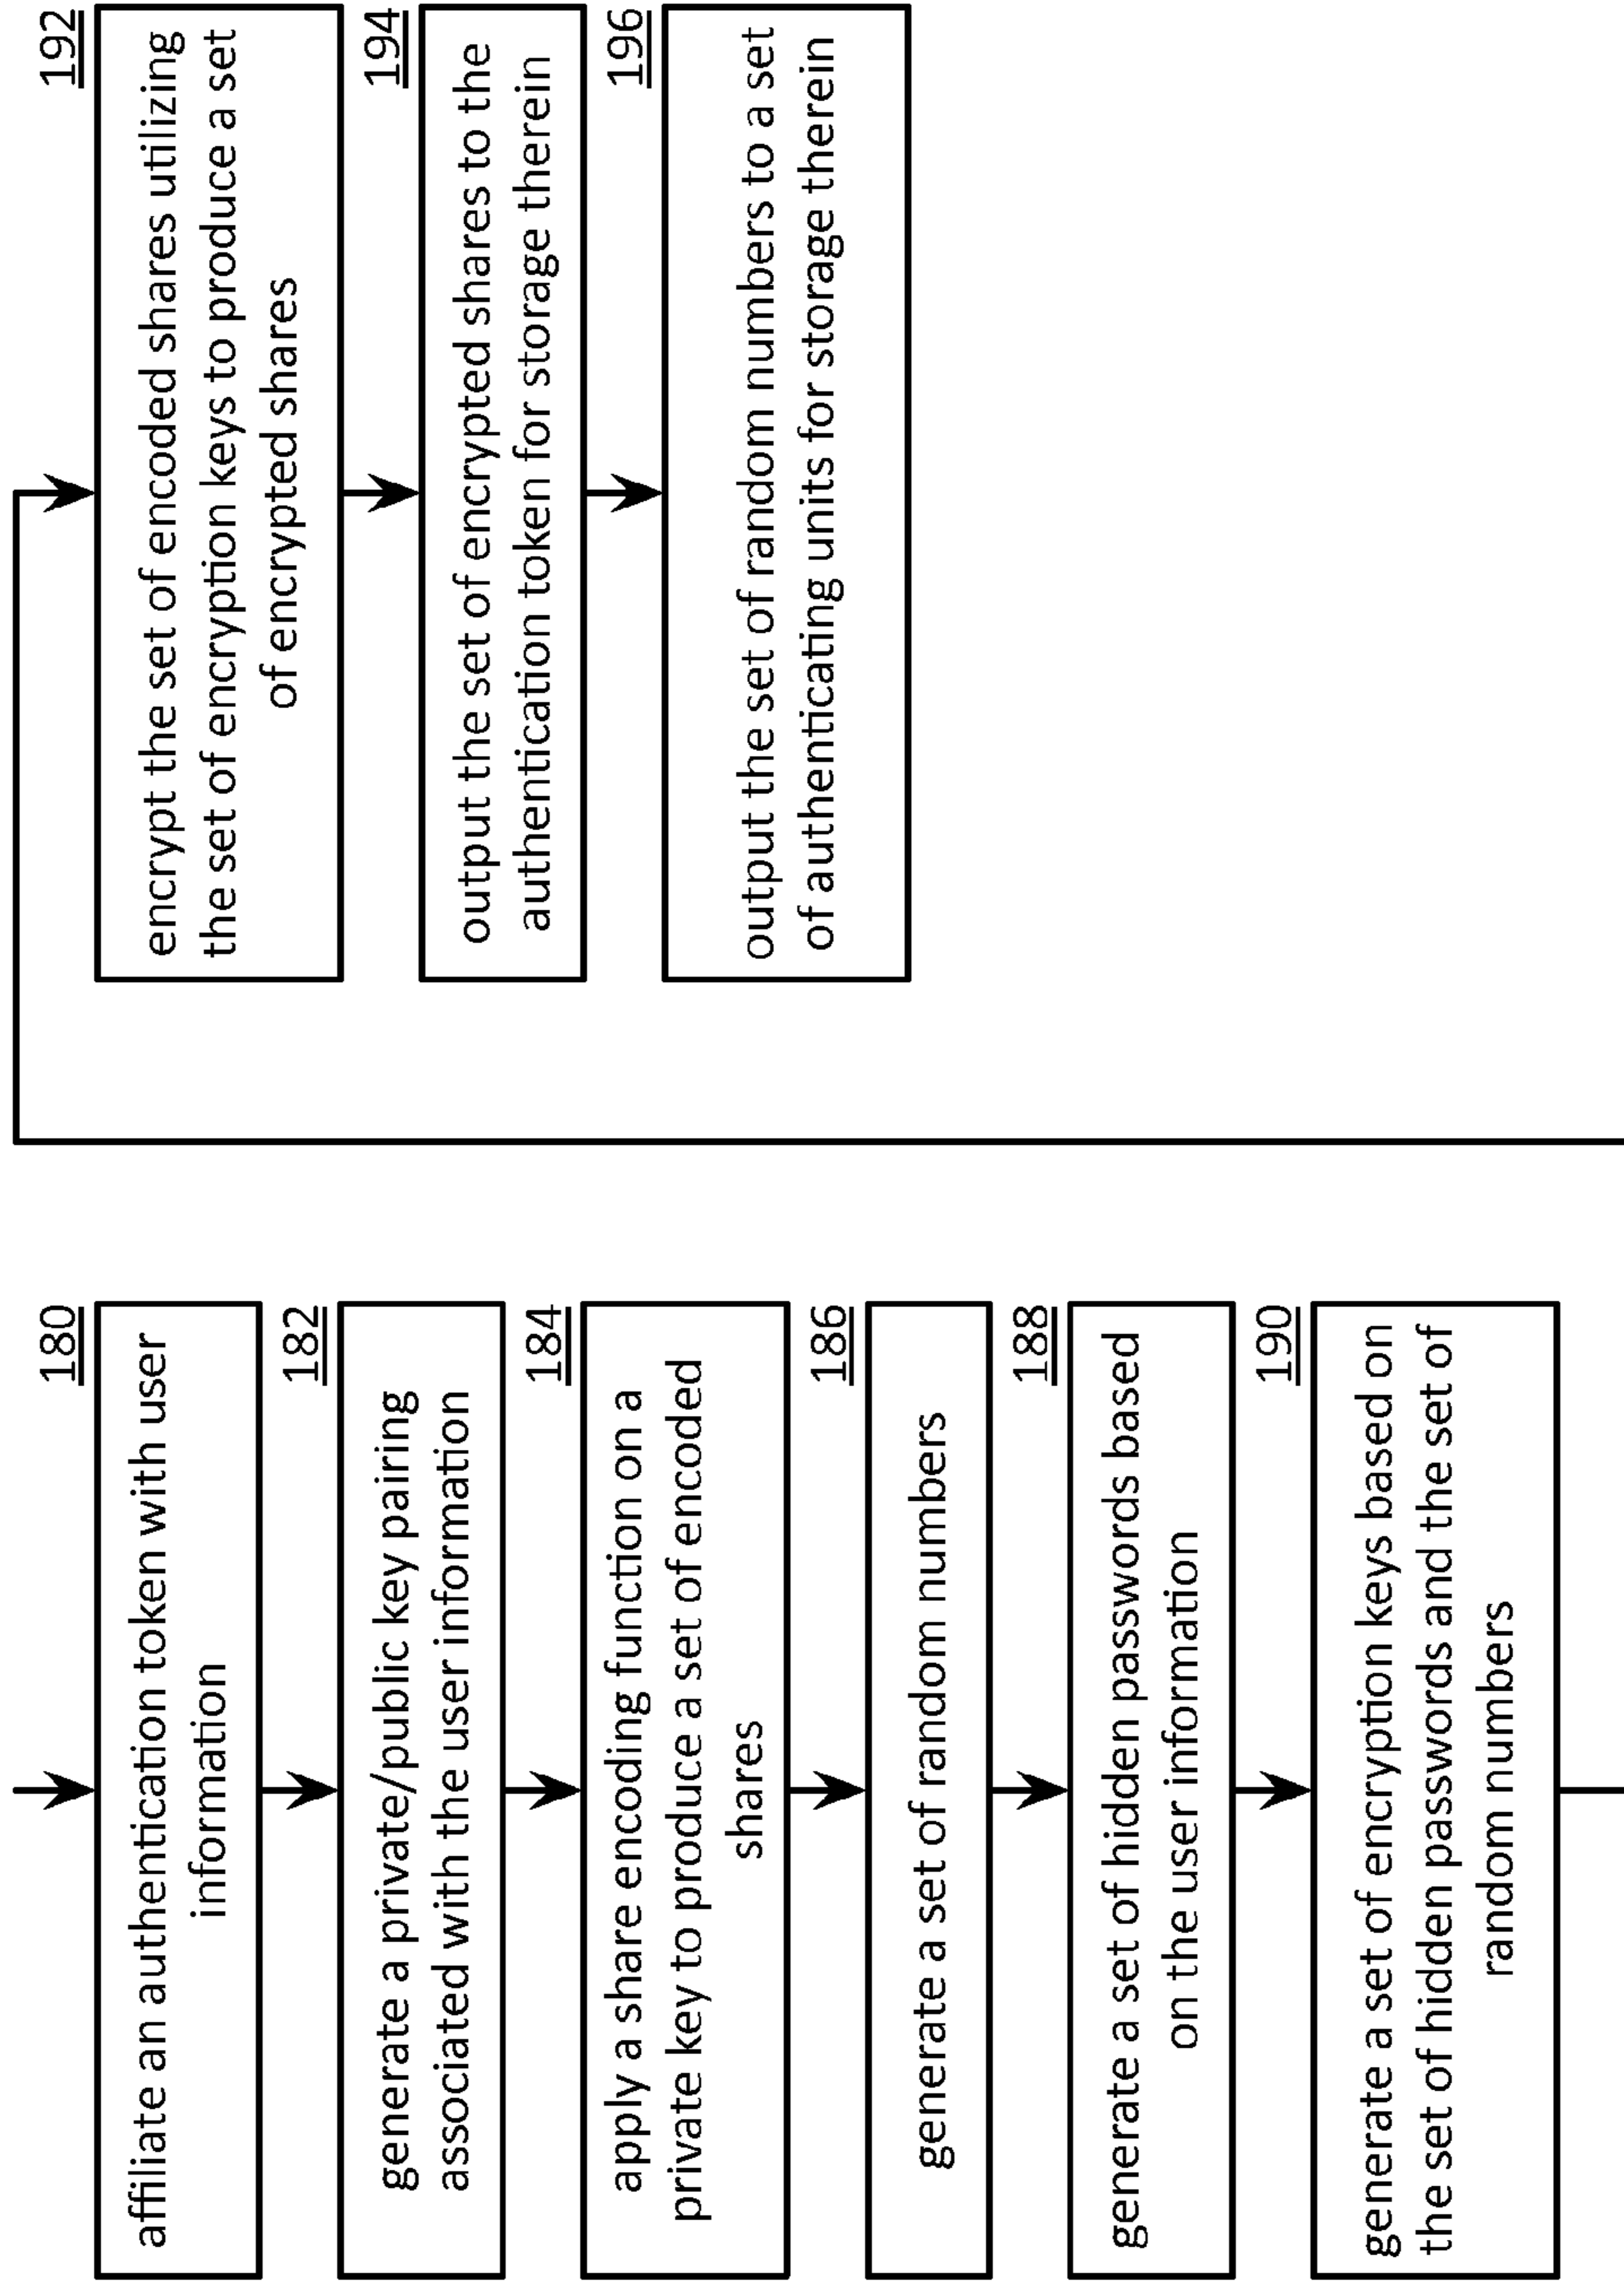 180
affiliate an authentication token with user
information
182
generate a private/public key pairing
associated with the user information
184
apply a share encoding function on a
private key to produce a set of encoded
shares
186
generate a set of random numbers
188
generate a set of hidden passwords based
on the user information
190
generate a set of encryption keys based on
the set of hidden passwords and the set of
random numbers
192
encrypt the set of encoded shares utilizing
the set of encryption keys to produce a set
of encrypted shares
194
output the set of encrypted shares to the
authentication token for storage therein
196
output the set of random numbers to a set
of authenticating units for storage therein